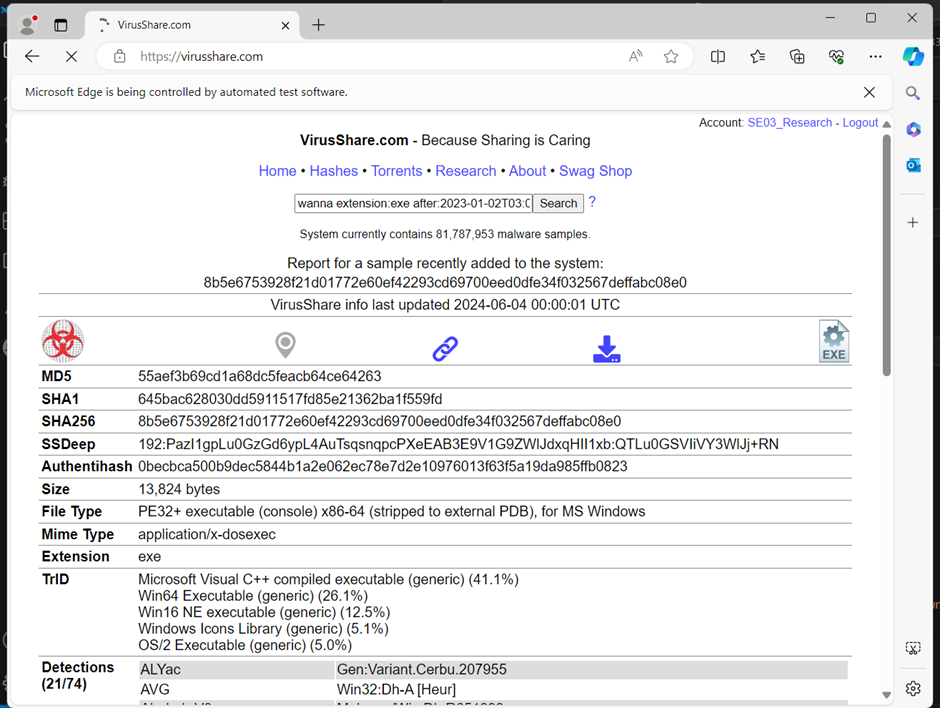 VirusShare.com
https://virusshare.com
Microsoft Edge is being controlled by automated test software.
Account: SE03_Research - Logout
VirusShare.com - Because Sharing is Caring
Home • Hashes • Torrents • Research • About • Swag Shop
wanna extension:exe after:2023-01-02T03:0 Search ?
System currently contains 81,787,953 malware samples.
Report for a sample recently added to the system:
8b5e6753928f21d01772e60ef42293cd69700eed0dfe34f032567deffabc08e0
VirusShare info last updated 2024-06-04 00:00:01 UTC
EXE
MD5 55aef3b69cd1a68dc5feacb64ce64263
SHA1 645bac628030dd5911517fd85e21362ba1f559fd
SHA256 8b5e6753928f21d01772e60ef42293cd69700eed0dfe34f032567deffabc08e0
SSDeep 192:PazI1gpLu0GzGd6ypL4AuTsqsnqpcPXeEAB3E9V1G9ZWlJdxqHII1xb:QTLu0GSVIiVY3WlJj+RN
Authentihash 0becbca500b9dec5844b1a2e062ec78e7d2e10976013f63f5a19da985ffb0823
Size 13,824 bytes
File Type PE32+ executable (console) x86-64 (stripped to external PDB), for MS Windows
Mime Type application/x-dosexec
Extension exe
TrID Microsoft Visual C++ compiled executable (generic) (41.1%)
Win64 Executable (generic) (26.1%)
Win16 NE executable (generic) (12.5%)
Windows Icons Library (generic) (5.1%)
OS/2 Executable (generic) (5.0%)
Detections ALYac Gen:Variant.Cerbu.207955
(21/74) AVG Win32:Dh-A [Heur]